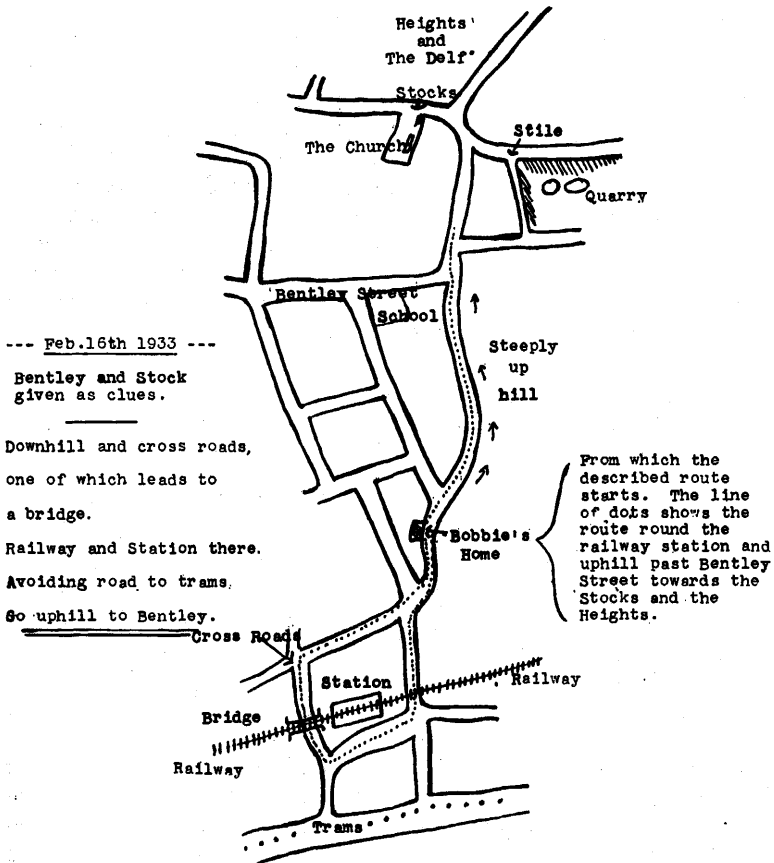 Heights'
and
The Delf"
Stocks
The Church
Stile
Quarry
Bentley Street
School
Steeply
up
hill
--- Feb.16th 1933 ---
Bentley and Stock
given as clues.
Downhill and cross roads,
one of which leads to
a bridge.
Railway and Station there.
Avoiding road to trams.
Go uphill to Bentley.
Bobbie's
Home
From which the
described route
starts. The line
of dots shows the
route round the
railway station and
uphill past Bentley
Street towards the
Stocks and the
Heights.
Cross Roads
Station
Railway
Bridge
Railway
Trams